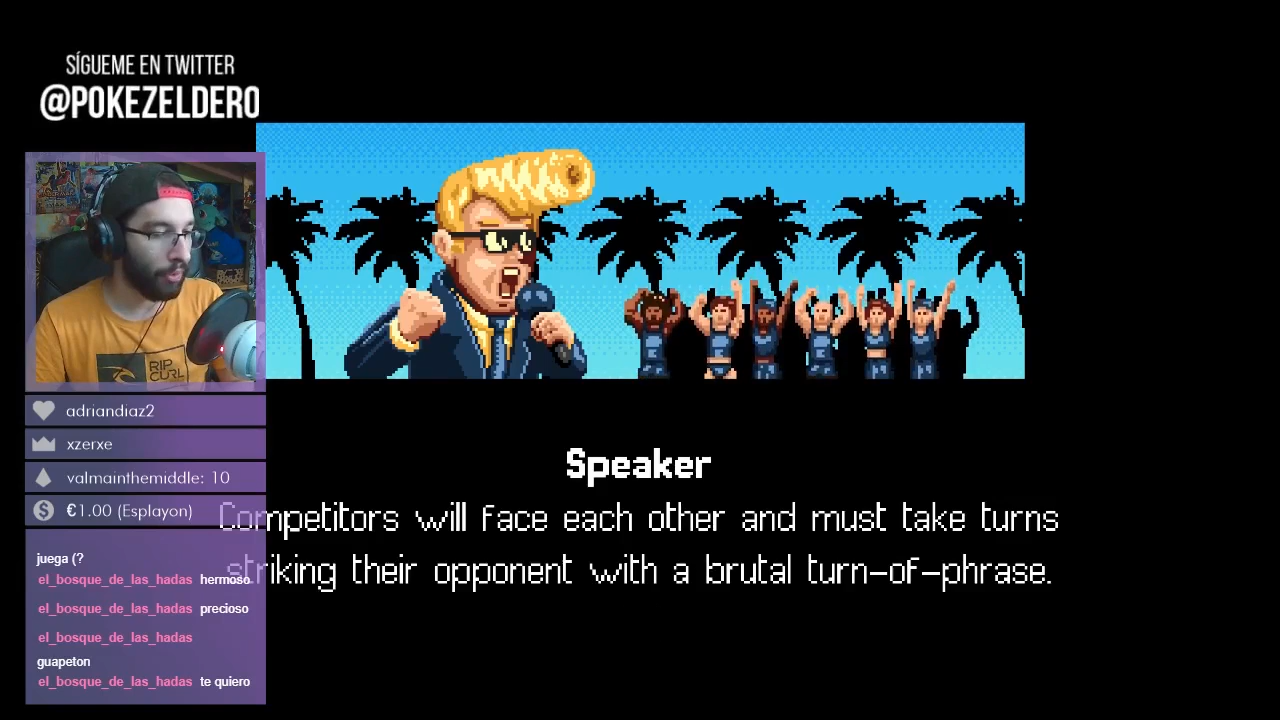 SÍGUEME EN TWITTER
@POKEZELDERO
RIP
CURL
adriandiaz2
xzerxe
valmainthemiddle: 10
€1.00 (Esplayon)
juega (?
el_bosque_de_las_hadas hermoso
el_bosque_de_las_hadas precioso
el_bosque_de_las_hadas
guapeton
el_bosque_de_las_hadas te quiero
Speaker
Competitors will face each other and must take turns
striking their opponent with a brutal turn-of-phrase.